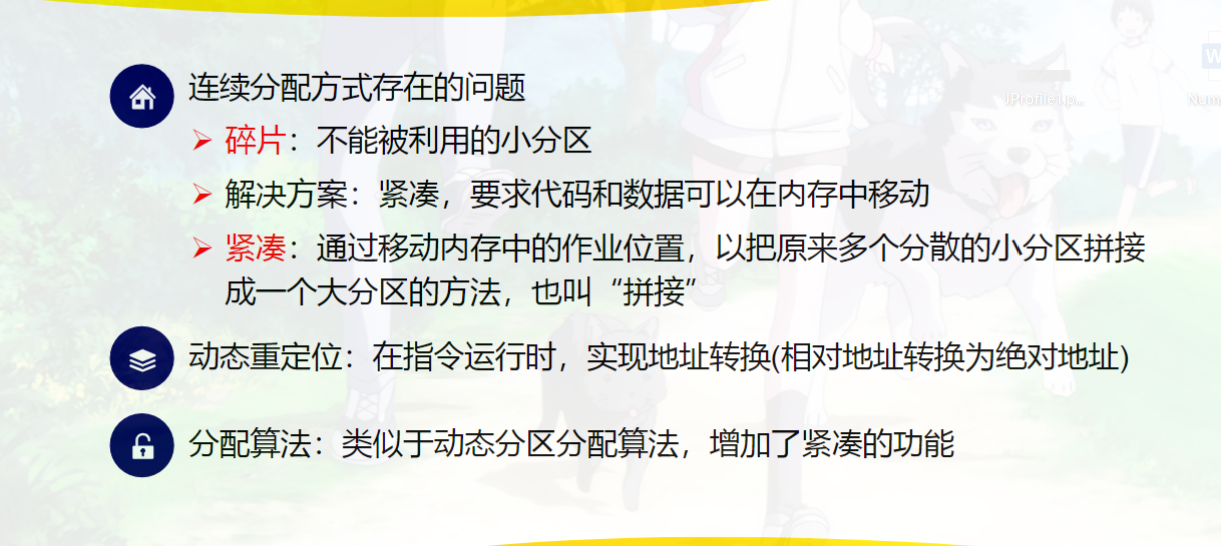 连续分配方式存在的问题
碎片：不能被利用的小分区
解决方案：紧凑，要求代码和数据可以在内存中移动
紧凑：通过移动内存中的作业位置，以把原来多个分散的小分区拼接
成一个大分区的方法，也叫“拼接”
动态重定位：在指令运行时，实现地址转换(相对地址转换为绝对地址)
分配算法：类似于动态分区分配算法，增加了紧凑的功能